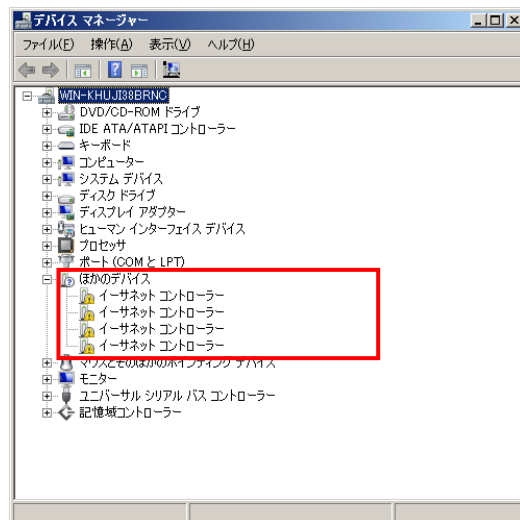 デバイス マネージャー
ファイル(F) 操作(A) 表示(V) ヘルプ(H)
WIN-KHUJI38BRNC
DVD/CD-ROM ドライブ
IDE ATA/ATAPI コントローラー
キーボード
コンピューター
システム デバイス
ディスク ドライブ
ディスプレイ アダプター
ヒューマン インターフェイス デバイス
プロセッサ
ポート (COM と LPT)
ほかのデバイス
イーサネット コントローラー
イーサネット コントローラー
イーサネット コントローラー
イーサネット コントローラー
マウスとそのほかのポインティング デバイス
モニター
ユニバーサル シリアル バス コントローラー
記憶域コントローラー